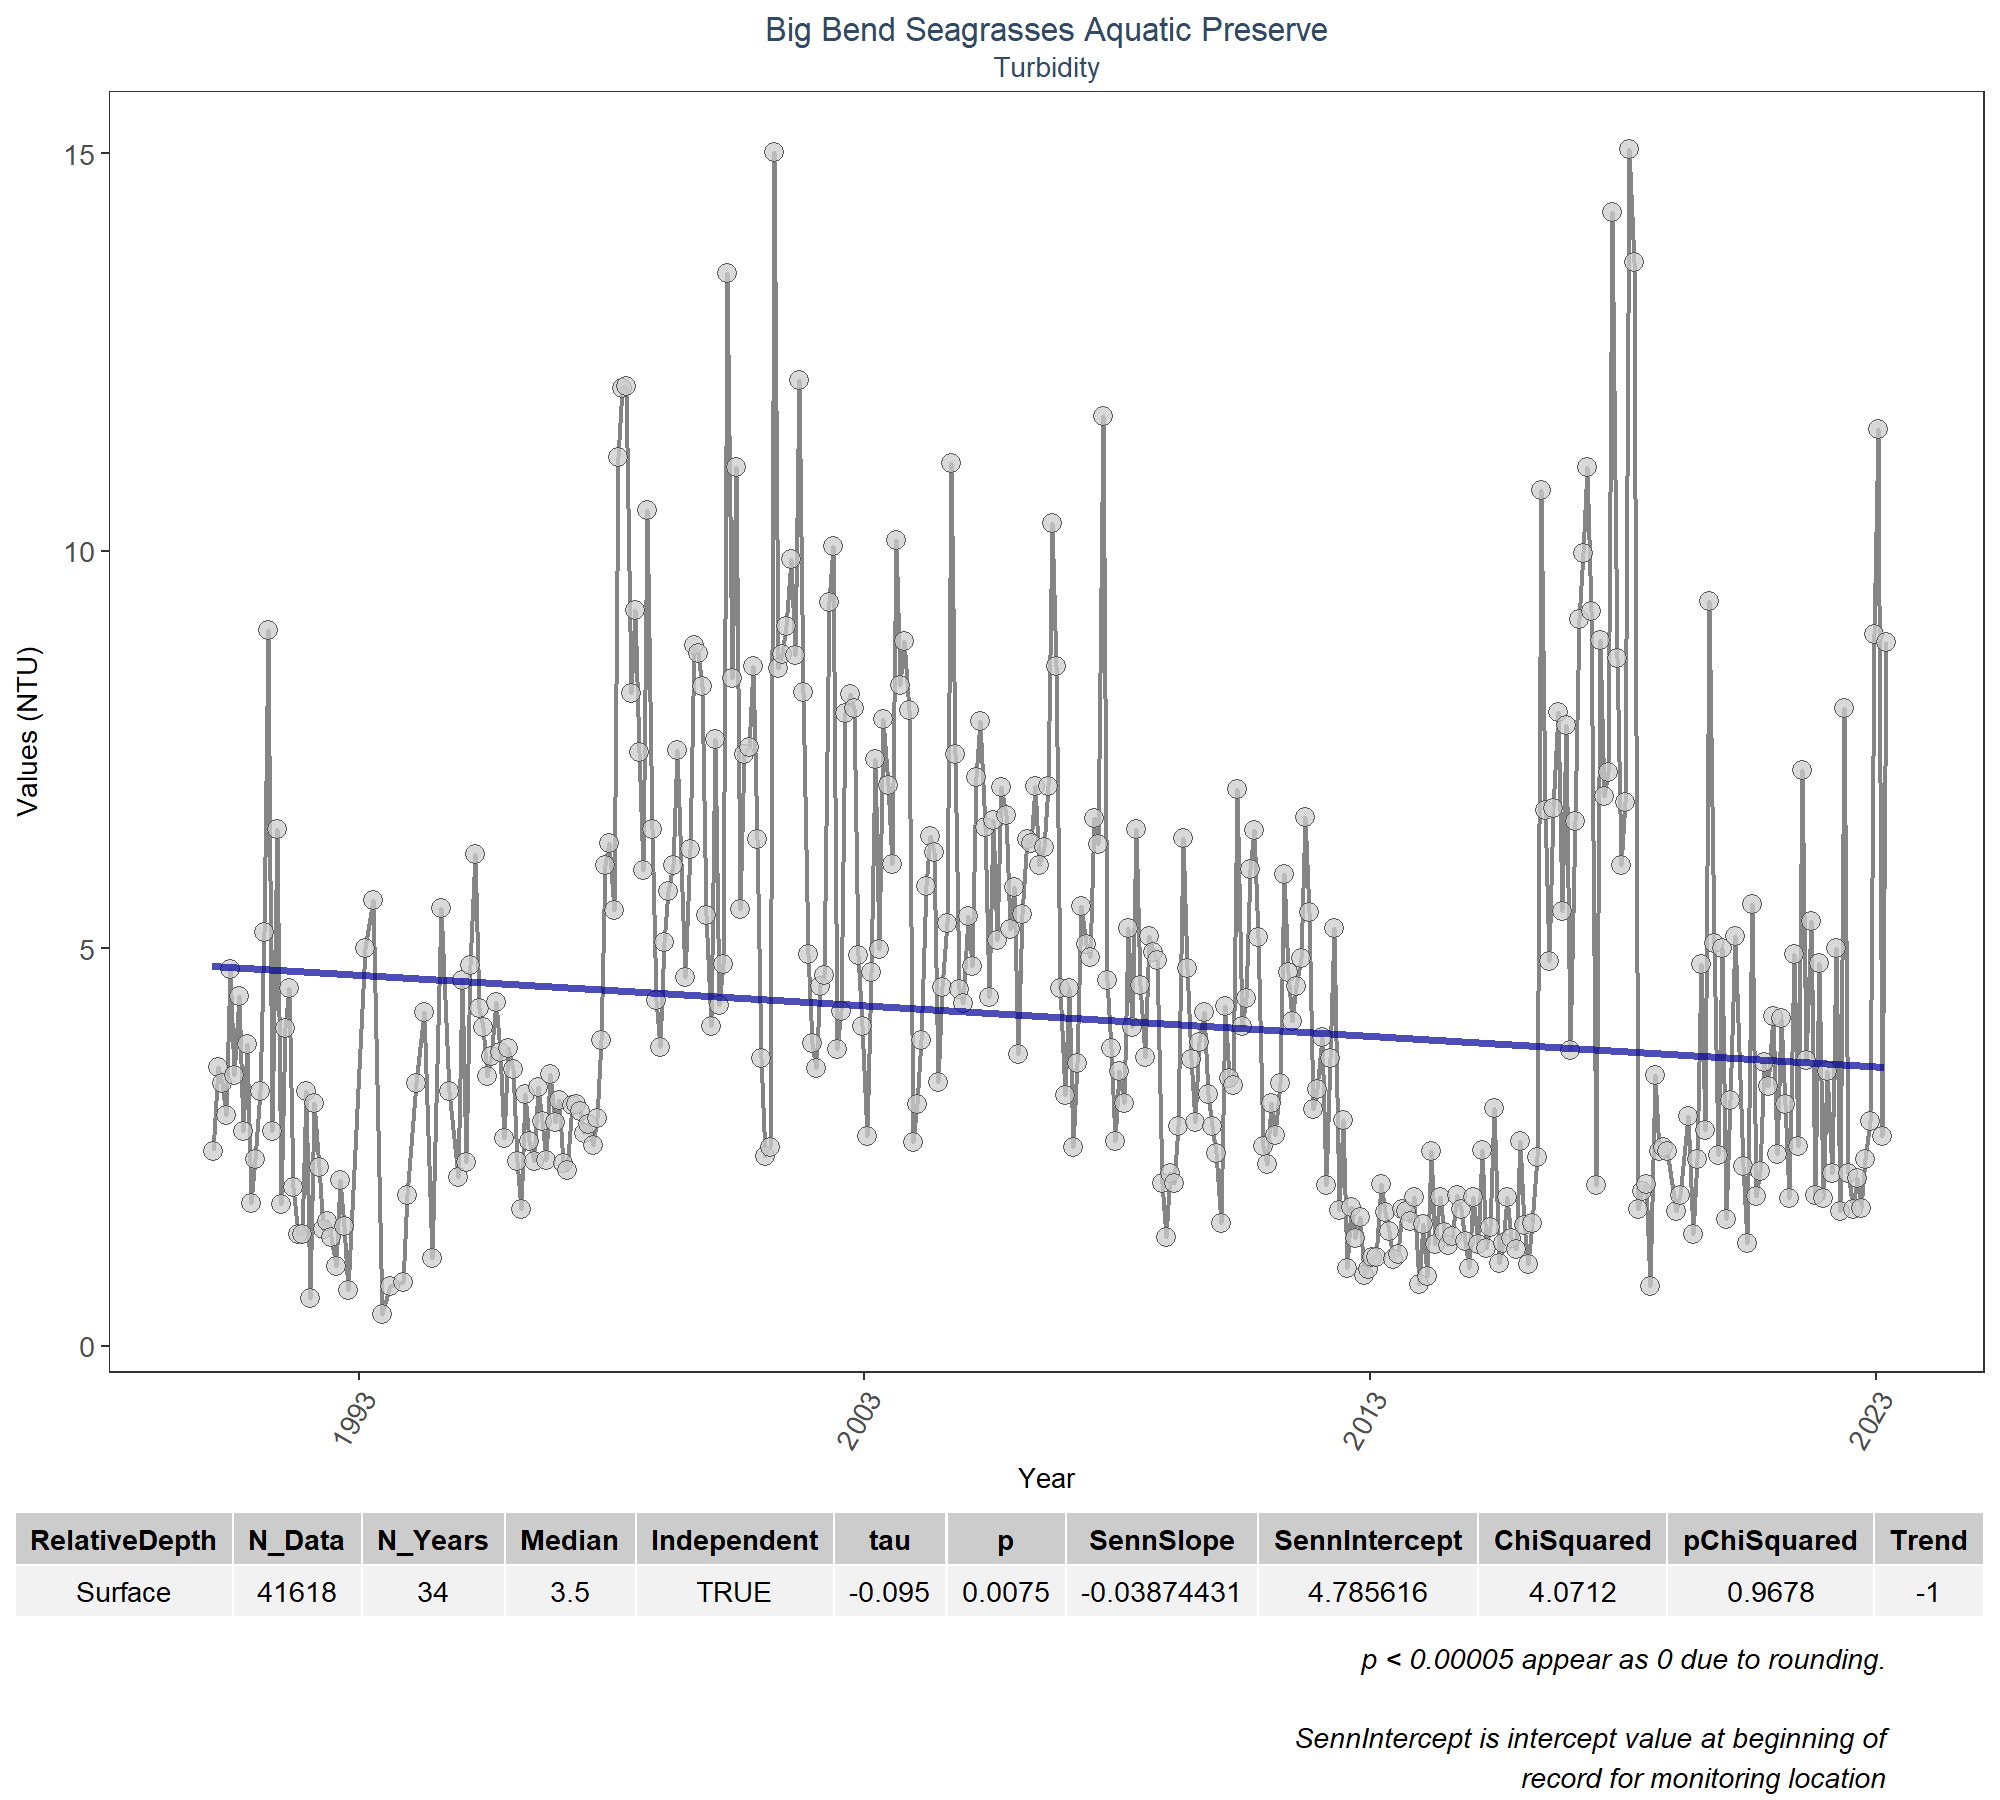 Big Bend Seagrasses Aquatic Preserve
Turbidity
15
10
5
0
Values (NTU)
1993
2003
2013
2023
Year
RelativeDepth N_Data N_Years Median Independent tau p SennSlope SennIntercept ChiSquared pChiSquared Trend
Surface 41618 34 3.5 TRUE -0.095 0.0075 -0.03874431 4.785616 4.0712 0.9678 -1
p < 0.00005 appear as 0 due to rounding.
SennIntercept is intercept value at beginning of
record for monitoring location